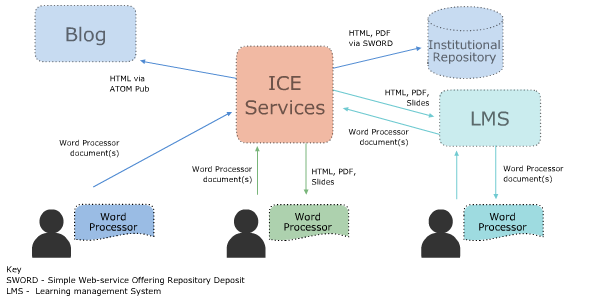 Blog
HTML, PDF
via SWORD
Institutional
Repository
HTML via
ATOM Pub
ICE
Services
HTML, PDF,
Slides
LMS
Word Processor
document(s)
Word Processor
document(s)
Word Processor
document(s)
HTML, PDF,
Slides
Word Processor
document(s)
Word
Processor
Word
Processor
Word
Processor
Key
SWORD - Simple Web-service Offering Repository Deposit
LMS - Learning management System